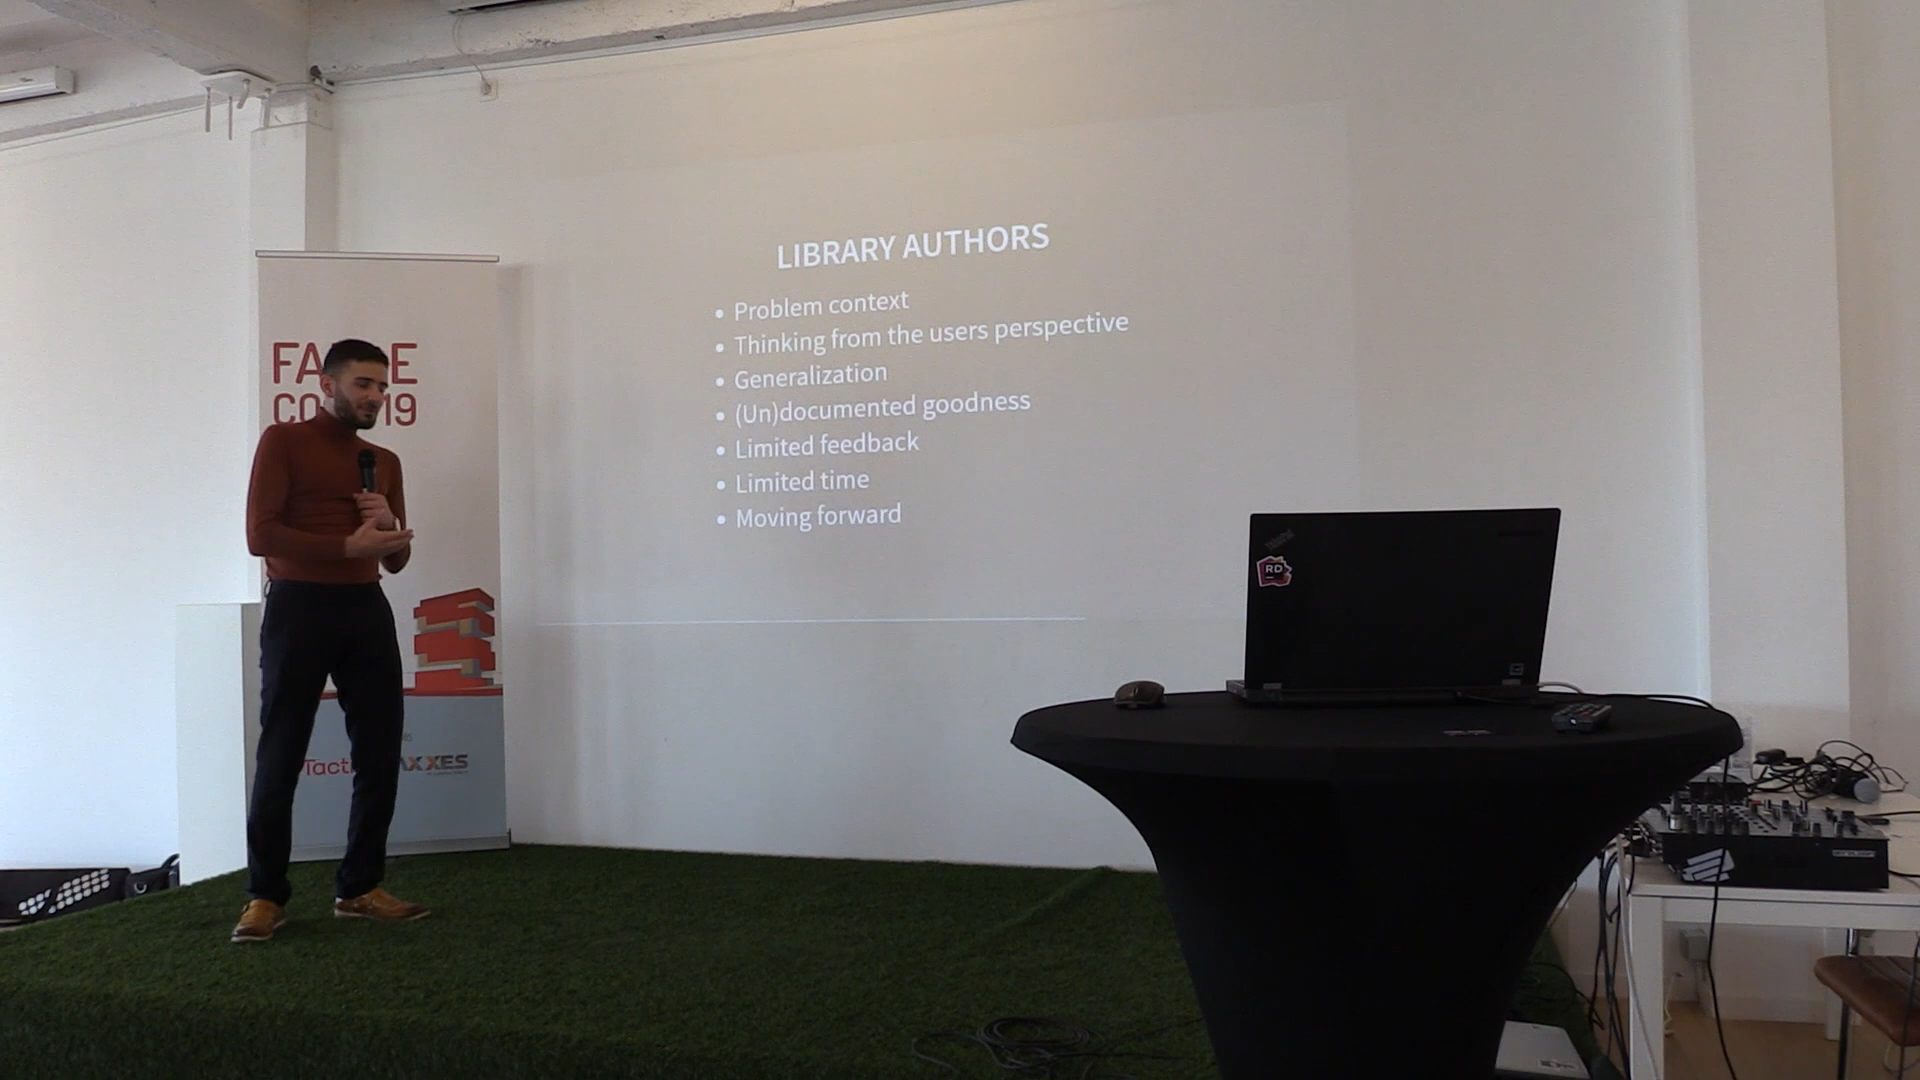 LIBRARY AUTHORS
• Problem context
• Thinking from the users perspective
• Generalization
• (Un)documented goodness
• Limited feedback
• Limited time
• Moving forward
RD